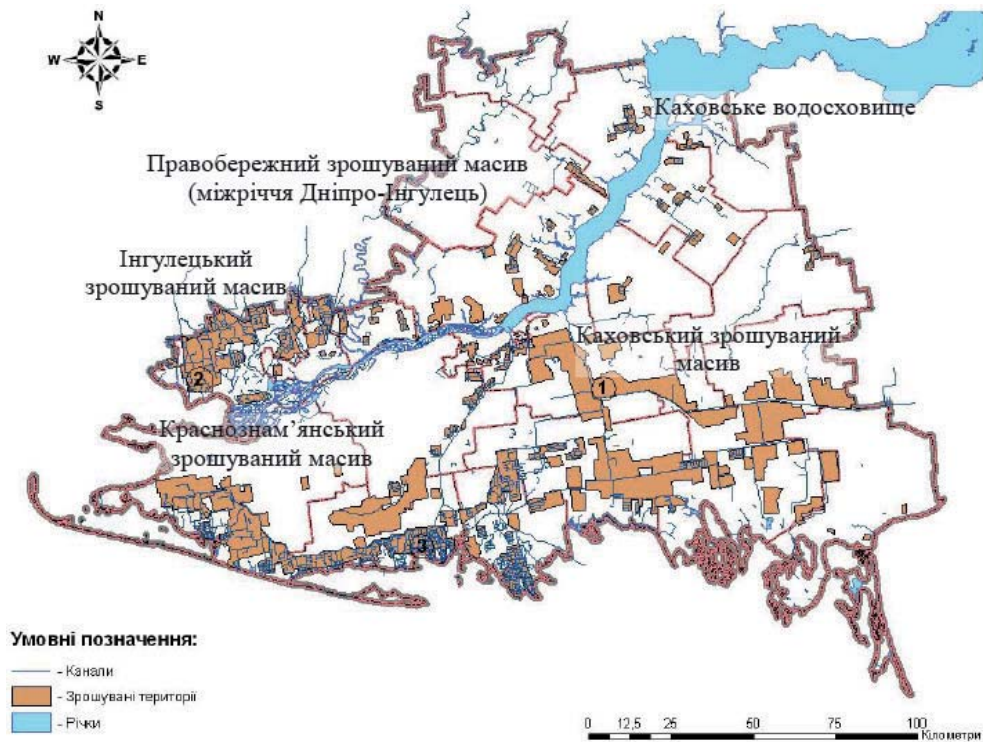 N
W E
S
Каховське водосховище
Правобережний зрошуваний масив
(міжріччя Дніпро-Інгулець)
Інгулецький
зрошуваний масив
Каховський зрошуваний
масив
1
2
Краснознам’янський
зрошуваний масив
3
Умовні позначення:
- Канали
- Зрошувані території
- Річки
0 12,5 25 50 75 100
Кілометри